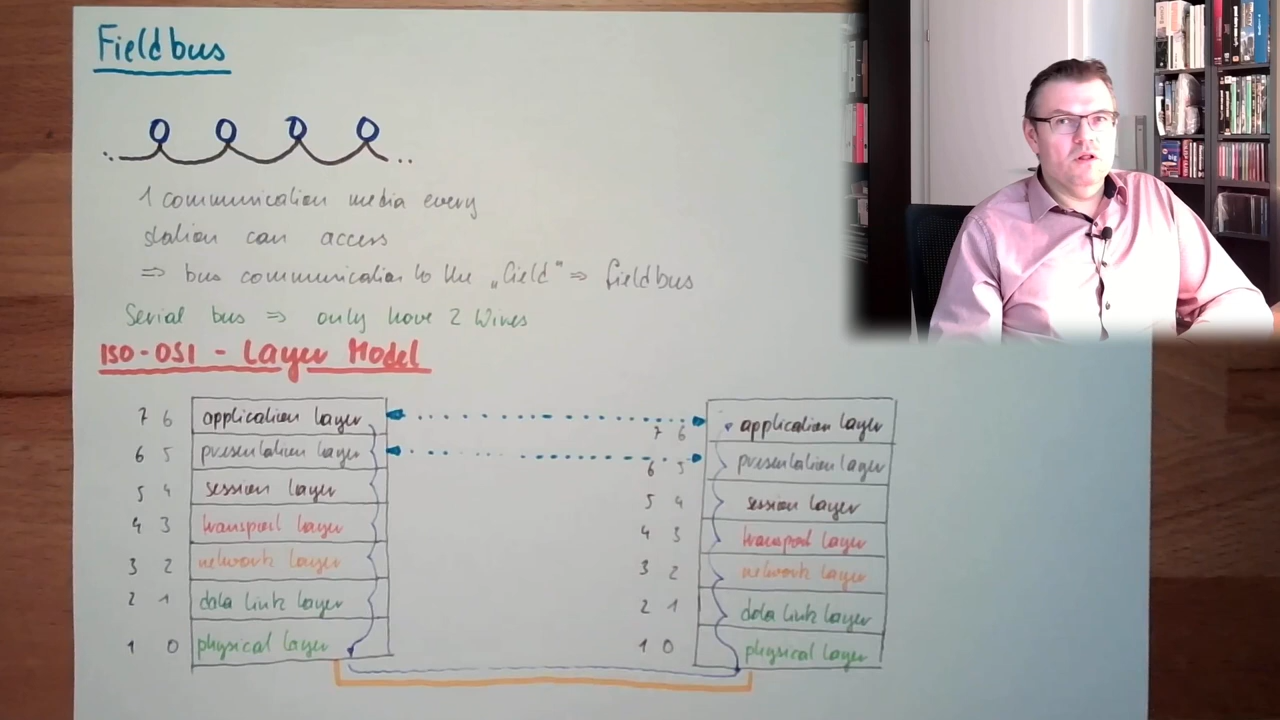 Fieldbus
1 communication media every
station can access
⇒ bus communication to the „field" ⇒ fieldbus
Serial bus ⇒ only have 2 Wires
ISO-OSI - Layer Model
7 6 application layer
6 5 presentation layer
5 4 session layer
4 3 transport layer
3 2 network layer
2 1 data link layer
1 0 physical layer
7 6 application layer
6 5 presentation layer
5 4 session layer
4 3 transport layer
3 2 network layer
2 1 data link layer
1 0 physical layer